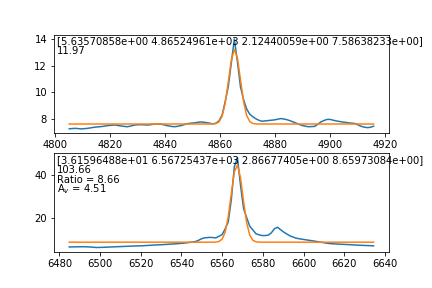 14
12
10
8
[5.63570858e+00 4.86524961e+03 2.12440059e+00 7.58638233e+00]
11.97
4800 4820 4840 4860 4880 4900 4920
40
20
[3.61596488e+01 6.56725437e+03 2.86677405e+00 8.65973084e+00]
103.66
Ratio = 8.66
Av = 4.51
6480 6500 6520 6540 6560 6580 6600 6620 6640